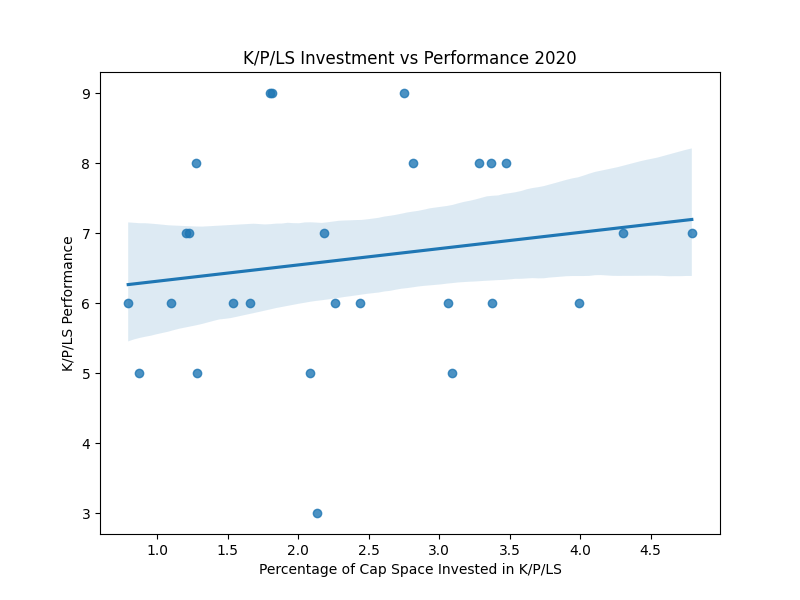 K/P/LS Investment vs Performance 2020
K/P/LS Performance
9
8
7
6
5
4
3
1.0 1.5 2.0 2.5 3.0 3.5 4.0 4.5
Percentage of Cap Space Invested in K/P/LS